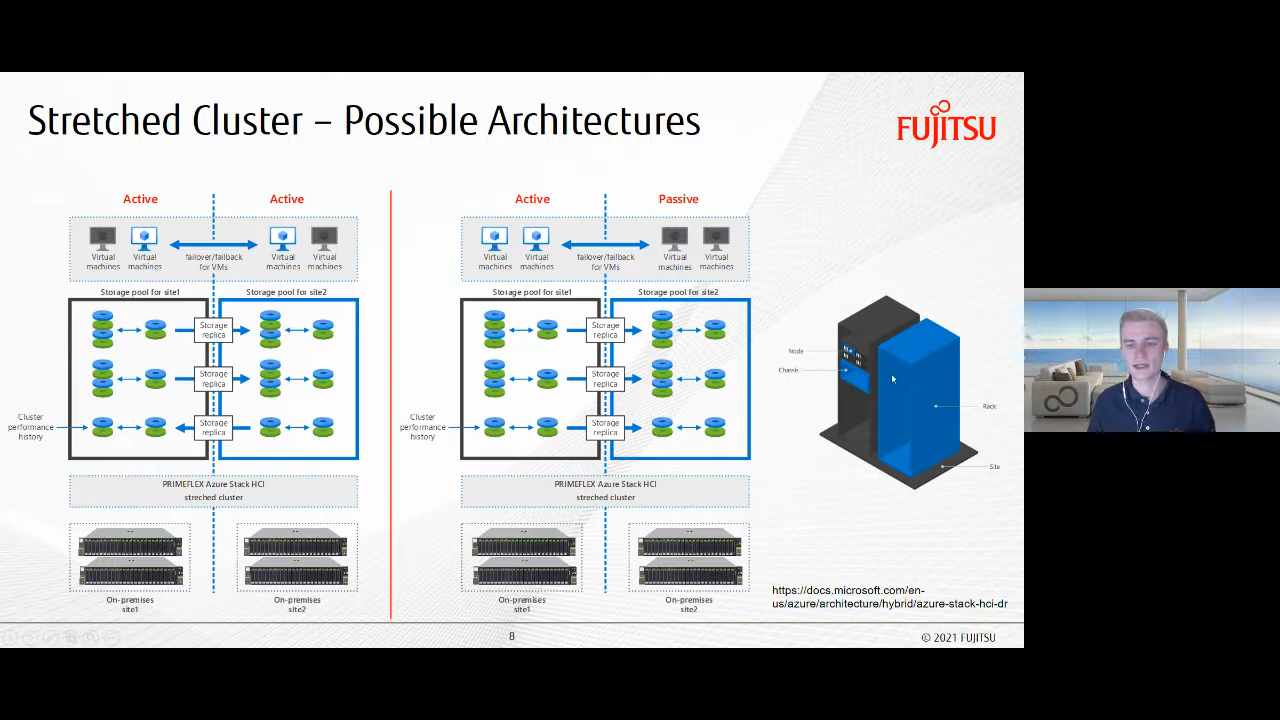 Stretched Cluster – Possible Architectures
FUJITSU
Active
Active
Virtual
machines
Virtual
machines
failover/failback
for VMs
Virtual
machines
Virtual
machines
Storage pool for site1
Storage pool for site2
Storage
replica
Storage
replica
Storage
replica
Cluster
performance
history
PRIMEFLEX Azure Stack HCI
streched cluster
On-premises
site1
On-premises
site2
Active
Passive
Virtual
machines
Virtual
machines
failover/failback
for VMs
Virtual
machines
Virtual
machines
Storage pool for site1
Storage pool for site2
Storage
replica
Storage
replica
Storage
replica
Cluster
performance
history
PRIMEFLEX Azure Stack HCI
streched cluster
On-premises
site1
On-premises
site2
Node
Chassis
Rack
Site
https://docs.microsoft.com/en-
us/azure/architecture/hybrid/azure-stack-hci-dr
8
© 2021 FUJITSU